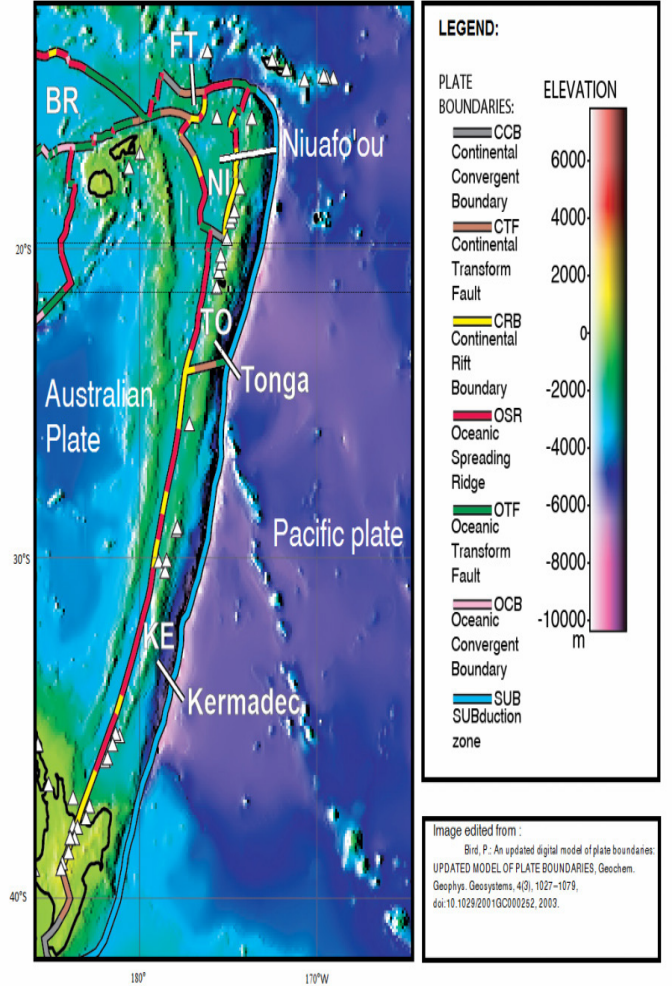 FT
BR
Niuafo'ou
NI
20°S
TO
Tonga
Australian
Plate
Pacific plate
30°S
KE
Kermadec
40°S
180°
170°W
LEGEND:
PLATE
BOUNDARIES:
CCB
Continental
Convergent
Boundary
CTF
Continental
Transform
Fault
CRB
Continental
Rift
Boundary
OSR
Oceanic
Spreading
Ridge
OTF
Oceanic
Transform
Fault
OCB
Oceanic
Convergent
Boundary
SUB
SUBduction
zone
ELEVATION
6000
4000
2000
0
-2000
-4000
-6000
-8000
-10000
m
Image edited from :
Bird, P.: An updated digital model of plate boundaries:
UPDATED MODEL OF PLATE BOUNDARIES, Geochem.
Geophys. Geosystems, 4(3), 1027–1079,
doi:10.1029/2001GC000252, 2003.